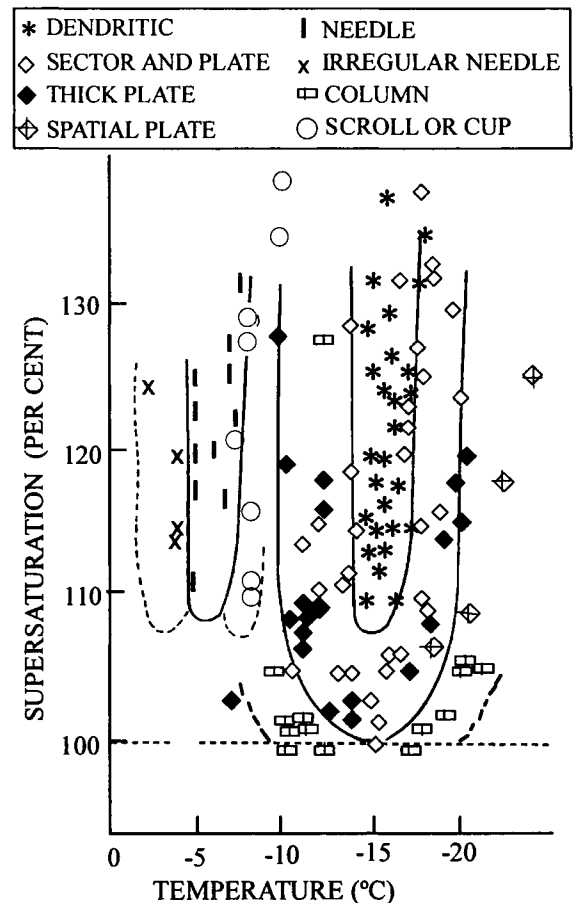 DENDRITIC NEEDLE
SECTOR AND PLATE IRREGULAR NEEDLE
THICK PLATE COLUMN
SPATIAL PLATE SCROLL OR CUP
SUPERSATURATION (PER CENT)
130
120
110
100
0 -5 -10 -15 -20
TEMPERATURE (ºC)